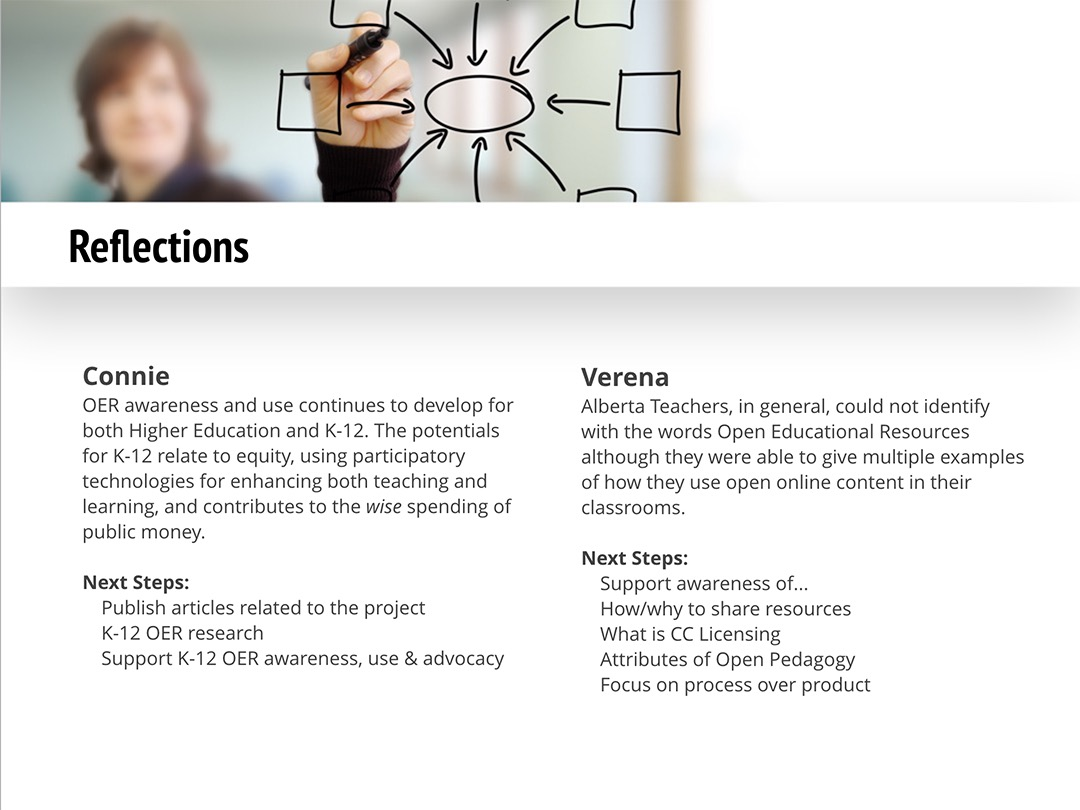 Reflections
Connie
OER awareness and use continues to develop for
both Higher Education and K-12. The potentials
for K-12 relate to equity, using participatory
technologies for enhancing both teaching and
learning, and contributes to the wise spending of
public money.
Next Steps:
Publish articles related to the project
K-12 OER research
Support K-12 OER awareness, use & advocacy
Verena
Alberta Teachers, in general, could not identify
with the words Open Educational Resources
although they were able to give multiple examples
of how they use open online content in their
classrooms.
Next Steps:
Support awareness of...
How/why to share resources
What is CC Licensing
Attributes of Open Pedagogy
Focus on process over product